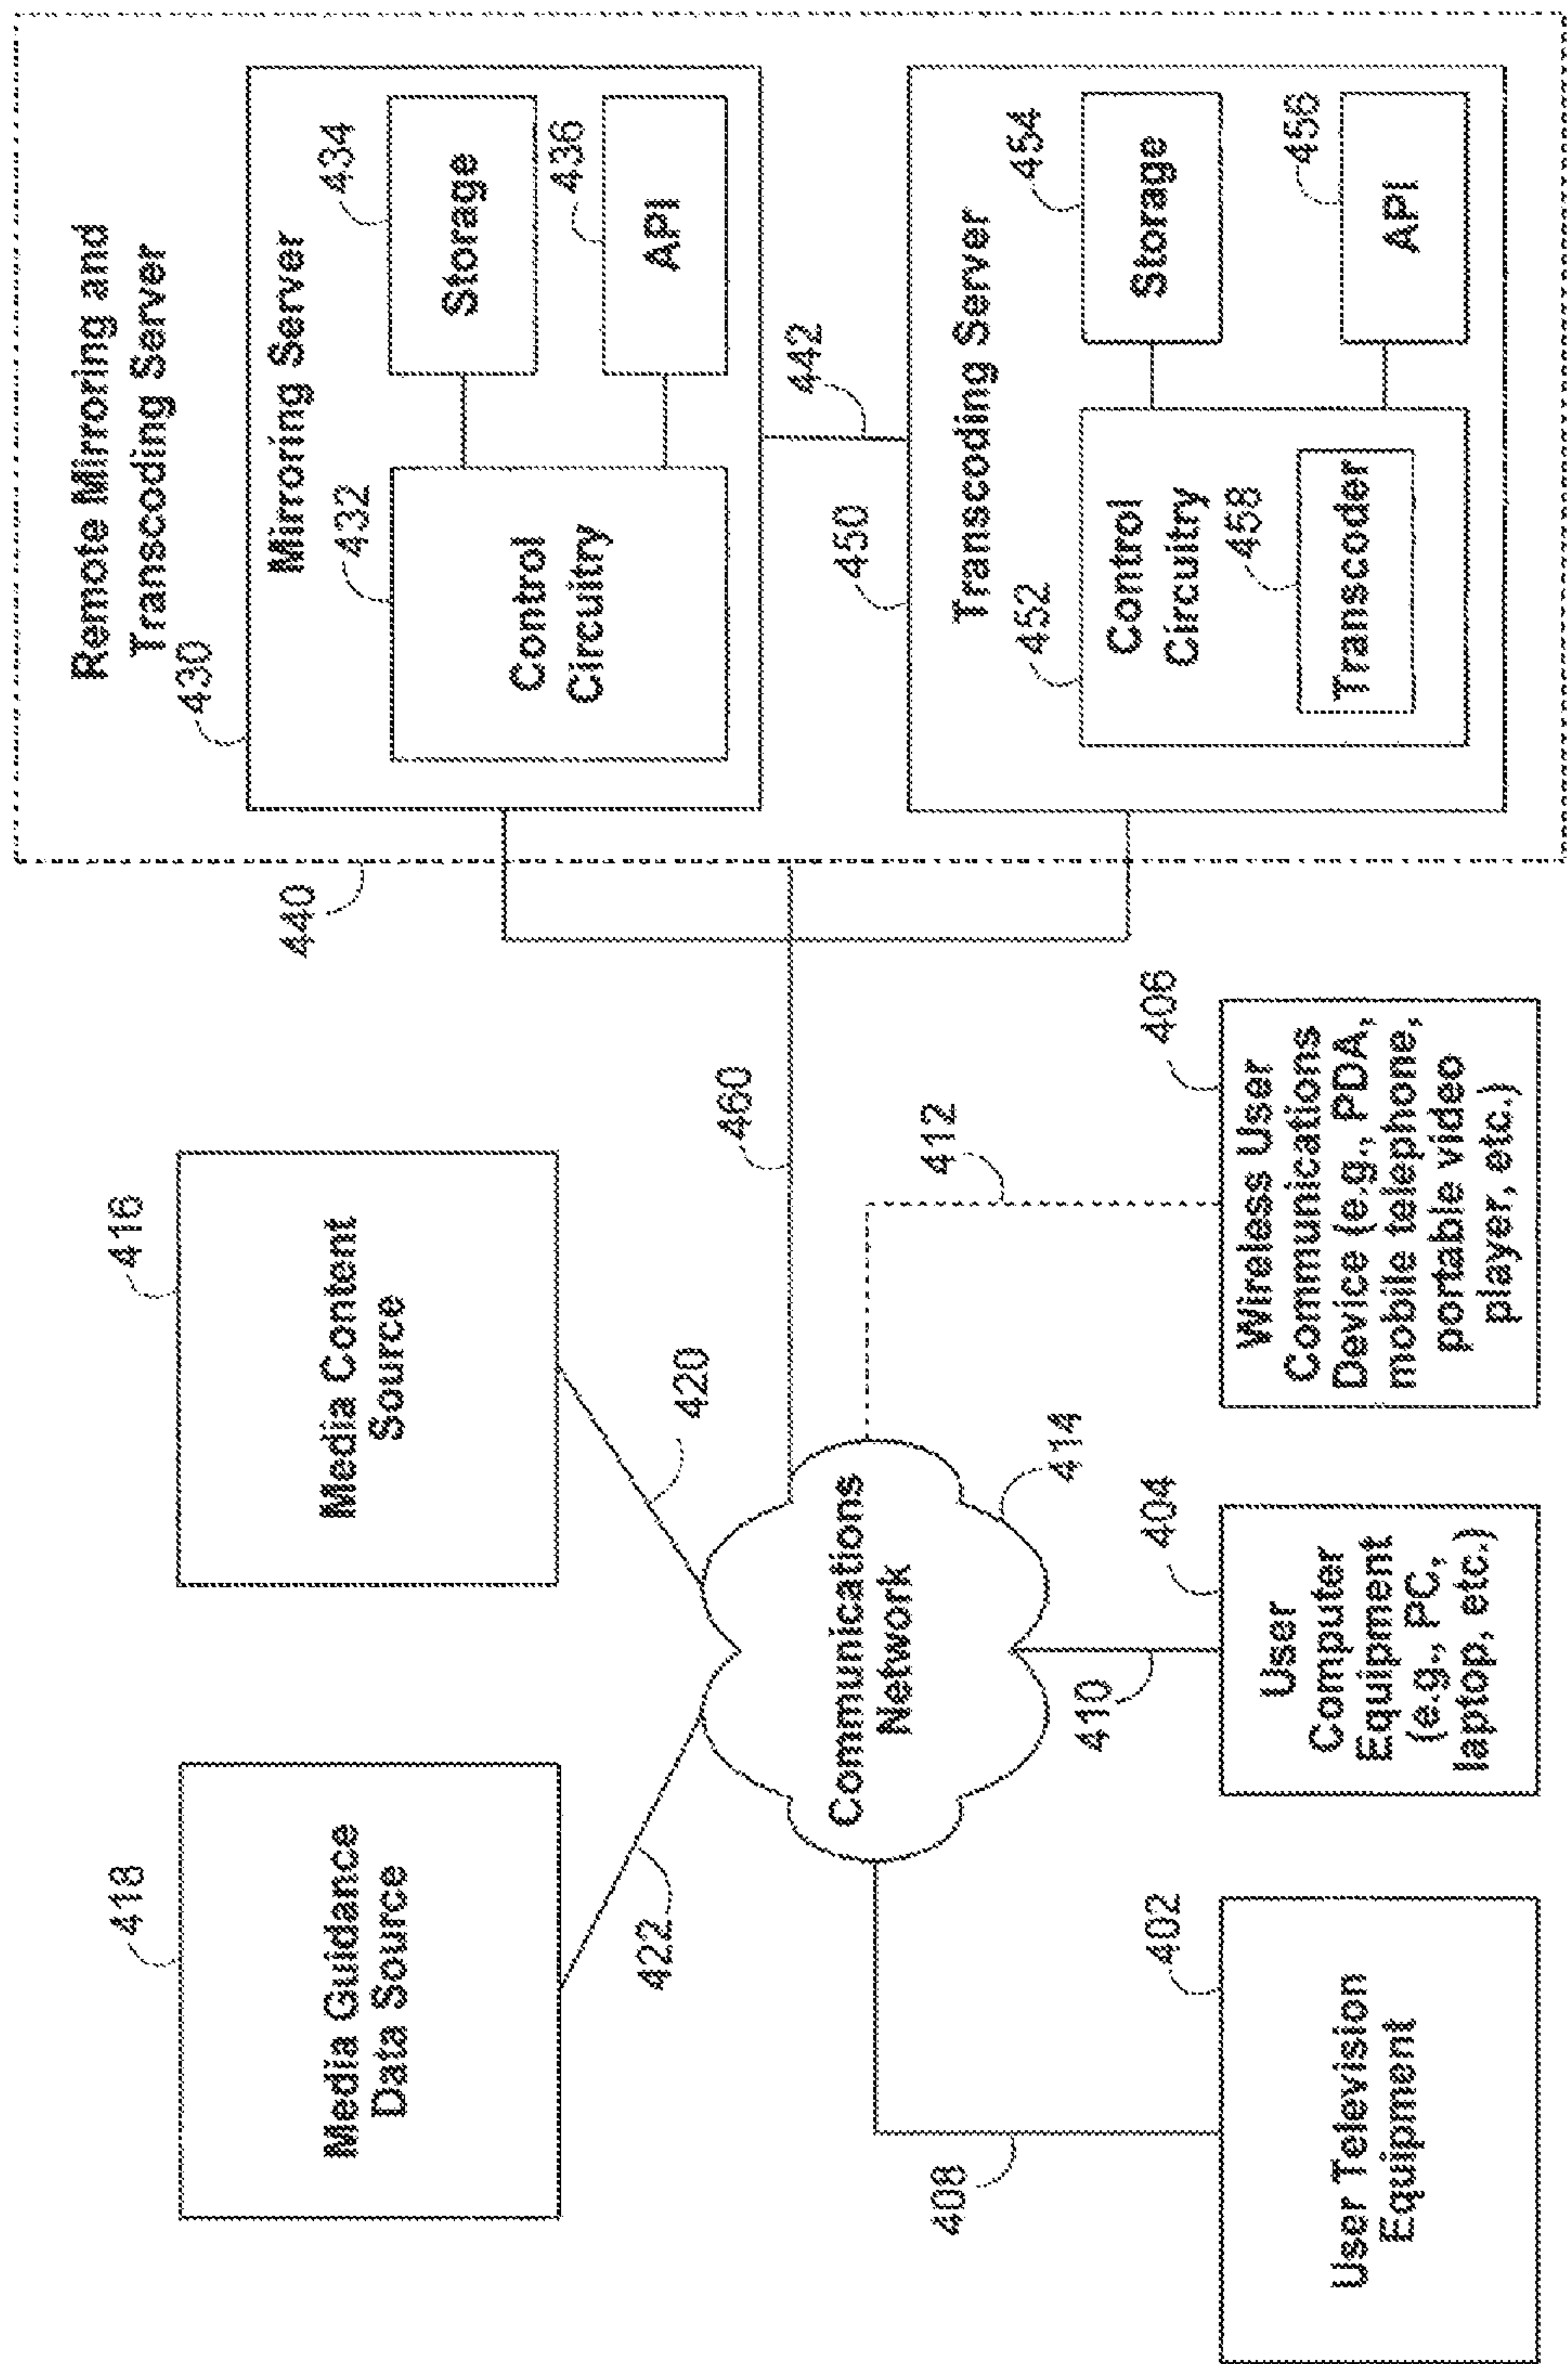 418
Media Guidance
Data Source
416
Media Content
Source
422
420
Communications
Network
414
460
408
410
412
402
User Television
Equipment
404
User
Computer
Equipment
(e.g., PC,
laptop, etc.)
406
Wireless User
Communications
Device (e.g., PDA,
mobile telephone,
portable video
player, etc.)
440
Remote Mirroring and
Transcoding Server
430
Mirroring Server
432
Control
Circuitry
434
Storage
436
API
442
450
Transcoding Server
452
Control
Circuitry
458
Transcoder
454
Storage
456
API